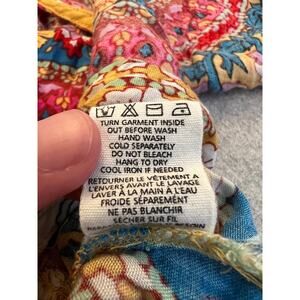 TURN GARMENT INSIDE
OUT BEFORE WASH
HAND WASH
COLD SEPARATELY
DO NOT BLEACH
HANG TO DRY
COOL IRON IF NEEDED
RETOURNER LE VÊTEMENT A
L'ENVERS AVANT LE LAVAGE
LAVER À LA MAIN À L'EAU
FROIDE SÉPARÉMENT
NE PAS BLANCHIR
SÉCHER SUR FIL